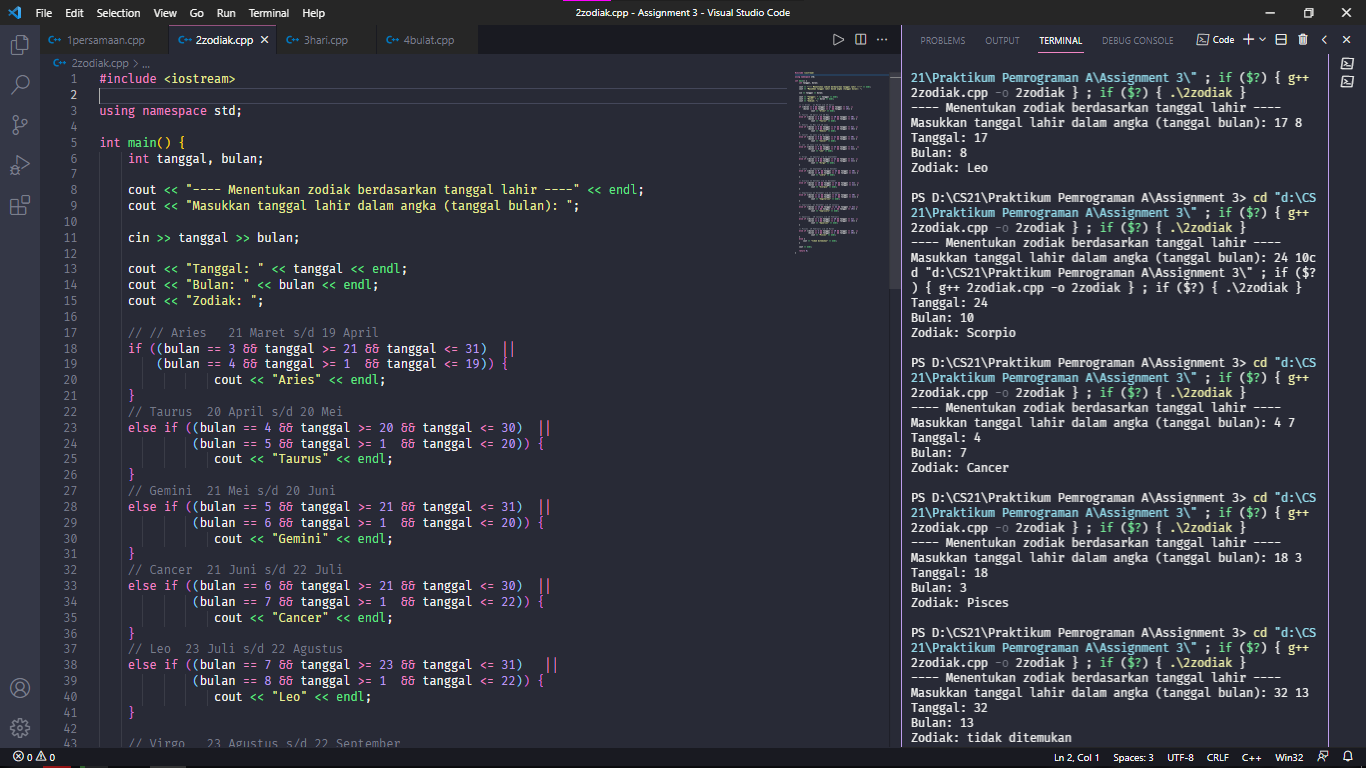 File Edit Selection View Go Run Terminal Help
2zodiak.cpp - Assignment 3 - Visual Studio Code
1persamaan.cpp
2zodiak.cpp
3hari.cpp
4bulat.cpp
2zodiak.cpp > ...
1 #include <iostream>
2
3 using namespace std;
4
5 int main() {
6 int tanggal, bulan;
7
8 cout << "---- Menentukan zodiak berdasarkan tanggal lahir ----" << endl;
9 cout << "Masukkan tanggal lahir dalam angka (tanggal bulan): ";
10
11 cin >> tanggal >> bulan;
12
13 cout << "Tanggal: " << tanggal << endl;
14 cout << "Bulan: " << bulan << endl;
15 cout << "Zodiak: ";
16
17 // // Aries 21 Maret s/d 19 April
18 if ((bulan == 3 && tanggal >= 21 && tanggal <= 31) ||
19 (bulan == 4 && tanggal >= 1 && tanggal <= 19)) {
20 cout << "Aries" << endl;
21 }
22 // Taurus 20 April s/d 20 Mei
23 else if ((bulan == 4 && tanggal >= 20 && tanggal <= 30) ||
24 (bulan == 5 && tanggal >= 1 && tanggal <= 20)) {
25 cout << "Taurus" << endl;
26 }
27 // Gemini 21 Mei s/d 20 Juni
28 else if ((bulan == 5 && tanggal >= 21 && tanggal <= 31) ||
29 (bulan == 6 && tanggal >= 1 && tanggal <= 20)) {
30 cout << "Gemini" << endl;
31 }
32 // Cancer 21 Juni s/d 22 Juli
33 else if ((bulan == 6 && tanggal >= 21 && tanggal <= 30) ||
34 (bulan == 7 && tanggal >= 1 && tanggal <= 22)) {
35 cout << "Cancer" << endl;
36 }
37 // Leo 23 Juli s/d 22 Agustus
38 else if ((bulan == 7 && tanggal >= 23 && tanggal <= 31) ||
39 (bulan == 8 && tanggal >= 1 && tanggal <= 22)) {
40 cout << "Leo" << endl;
41 }
42
43 // Virgo 23 Agustus s/d 22 September
PROBLEMS OUTPUT TERMINAL DEBUG CONSOLE
Code
21\Praktikum Pemrograman A\Assignment 3\" ; if ($?) { g++
2zodiak.cpp -o 2zodiak } ; if ($?) { .\2zodiak }
---- Menentukan zodiak berdasarkan tanggal lahir ----
Masukkan tanggal lahir dalam angka (tanggal bulan): 17 8
Tanggal: 17
Bulan: 8
Zodiak: Leo
PS D:\CS21\Praktikum Pemrograman A\Assignment 3> cd "d:\CS
21\Praktikum Pemrograman A\Assignment 3\" ; if ($?) { g++
2zodiak.cpp -o 2zodiak } ; if ($?) { .\2zodiak }
---- Menentukan zodiak berdasarkan tanggal lahir ----
Masukkan tanggal lahir dalam angka (tanggal bulan): 24 10c
d "d:\CS21\Praktikum Pemrograman A\Assignment 3\" ; if ($?
) { g++ 2zodiak.cpp -o 2zodiak } ; if ($?) { .\2zodiak }
Tanggal: 24
Bulan: 10
Zodiak: Scorpio
PS D:\CS21\Praktikum Pemrograman A\Assignment 3> cd "d:\CS
21\Praktikum Pemrograman A\Assignment 3\" ; if ($?) { g++
2zodiak.cpp -o 2zodiak } ; if ($?) { .\2zodiak }
---- Menentukan zodiak berdasarkan tanggal lahir ----
Masukkan tanggal lahir dalam angka (tanggal bulan): 4 7
Tanggal: 4
Bulan: 7
Zodiak: Cancer
PS D:\CS21\Praktikum Pemrograman A\Assignment 3> cd "d:\CS
21\Praktikum Pemrograman A\Assignment 3\" ; if ($?) { g++
2zodiak.cpp -o 2zodiak } ; if ($?) { .\2zodiak }
---- Menentukan zodiak berdasarkan tanggal lahir ----
Masukkan tanggal lahir dalam angka (tanggal bulan): 18 3
Tanggal: 18
Bulan: 3
Zodiak: Pisces
PS D:\CS21\Praktikum Pemrograman A\Assignment 3> cd "d:\CS
21\Praktikum Pemrograman A\Assignment 3\" ; if ($?) { g++
2zodiak.cpp -o 2zodiak } ; if ($?) { .\2zodiak }
---- Menentukan zodiak berdasarkan tanggal lahir ----
Masukkan tanggal lahir dalam angka (tanggal bulan): 32 13
Tanggal: 32
Bulan: 13
Zodiak: tidak ditemukan
0 0
Ln 2, Col 1 Spaces: 3 UTF-8 CRLF C++ Win32